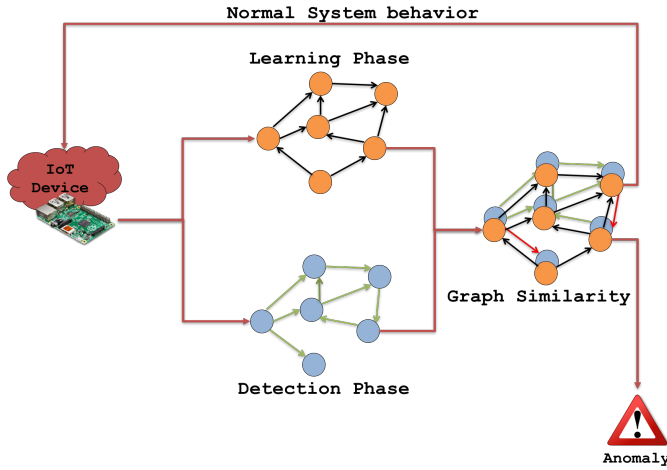 Normal System behavior
Learning Phase
IoT
Device
Graph Similarity
Detection Phase
Anomaly